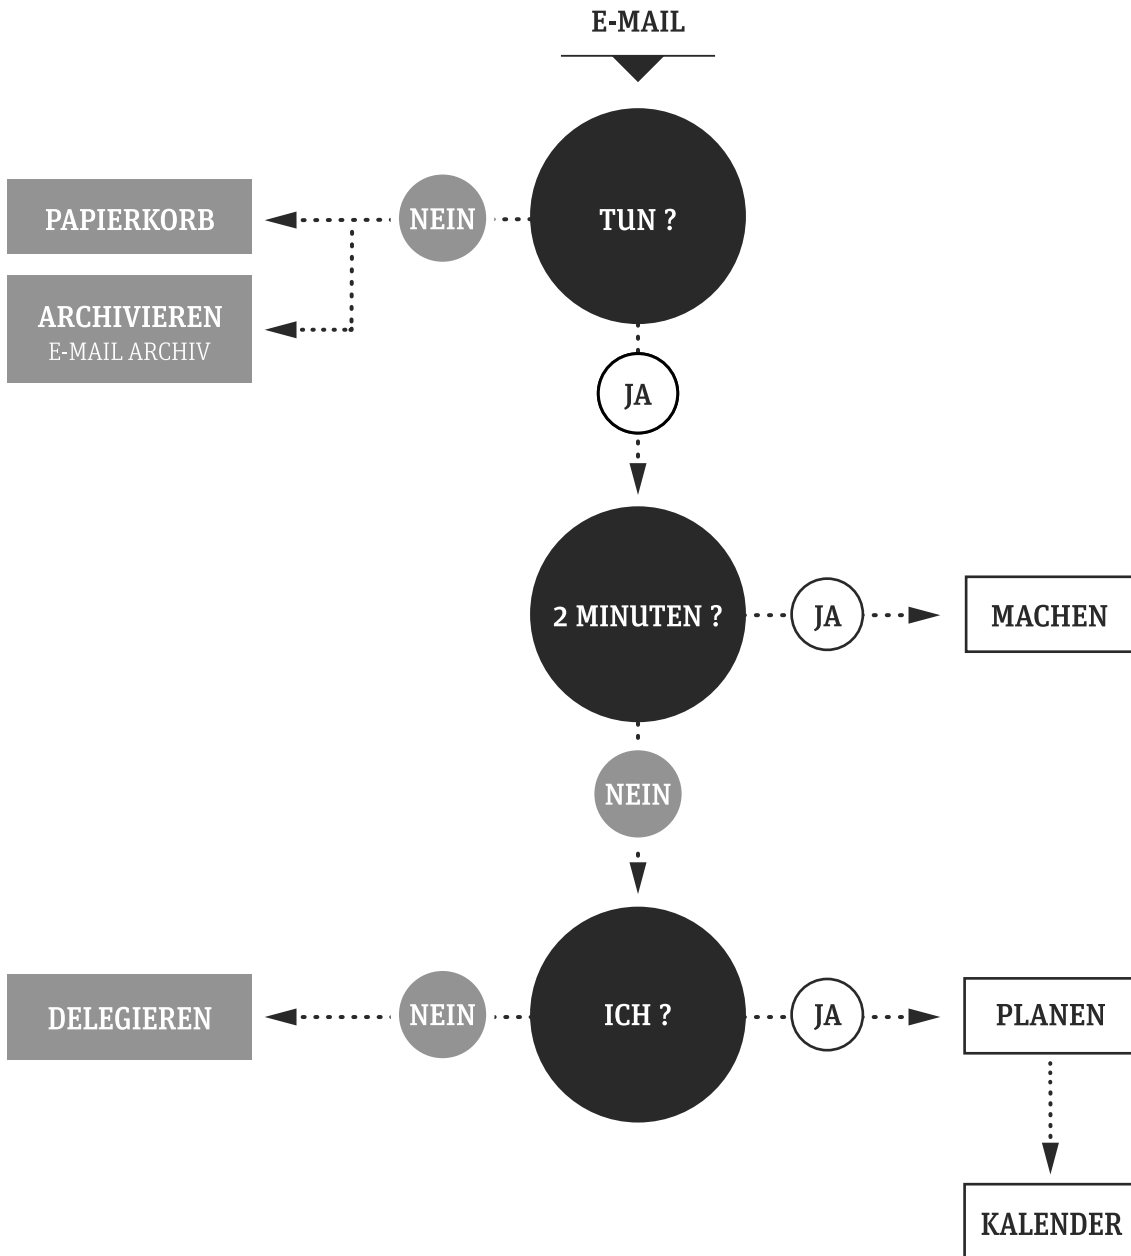 E-MAIL
TUN ?
NEIN
PAPIERKORB
ARCHIVIEREN
E-MAIL ARCHIV
JA
2 MINUTEN ?
JA
MACHEN
NEIN
ICH ?
NEIN
DELEGIEREN
JA
PLANEN
KALENDER